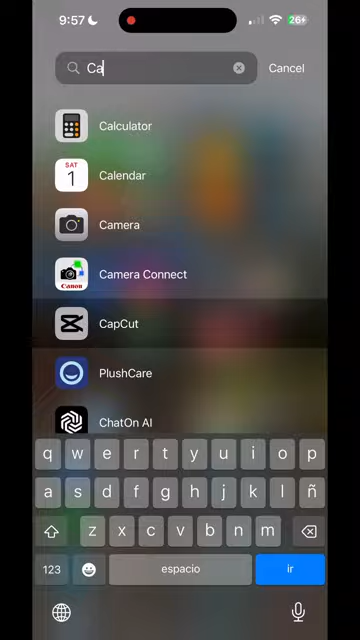 9:57
26+
Ca
Cancel
Calculator
SAT
1
Calendar
Camera
Canon
Camera Connect
CapCut
PlushCare
ChatOn AI
q w e r t y u i o p
a s d f g h j k l ñ
z x c v b n m
123
espacio
ir